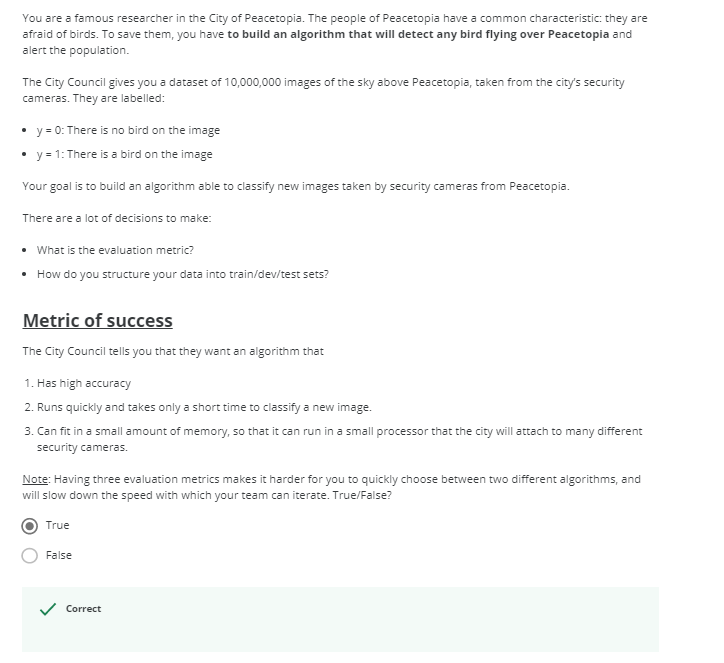 You are a famous researcher in the City of Peacetopia. The people of Peacetopia have a common characteristic: they are
afraid of birds. To save them, you have to build an algorithm that will detect any bird flying over Peacetopia and
alert the population.
The City Council gives you a dataset of 10,000,000 images of the sky above Peacetopia, taken from the city's security
cameras. They are labelled:
• y = 0: There is no bird on the image
• y = 1: There is a bird on the image
Your goal is to build an algorithm able to classify new images taken by security cameras from Peacetopia.
There are a lot of decisions to make:
• What is the evaluation metric?
• How do you structure your data into train/dev/test sets?
Metric of success
The City Council tells you that they want an algorithm that
1. Has high accuracy
2. Runs quickly and takes only a short time to classify a new image.
3. Can fit in a small amount of memory, so that it can run in a small processor that the city will attach to many different
security cameras.
Note: Having three evaluation metrics makes it harder for you to quickly choose between two different algorithms, and
will slow down the speed with which your team can iterate. True/False?
True
False
Correct